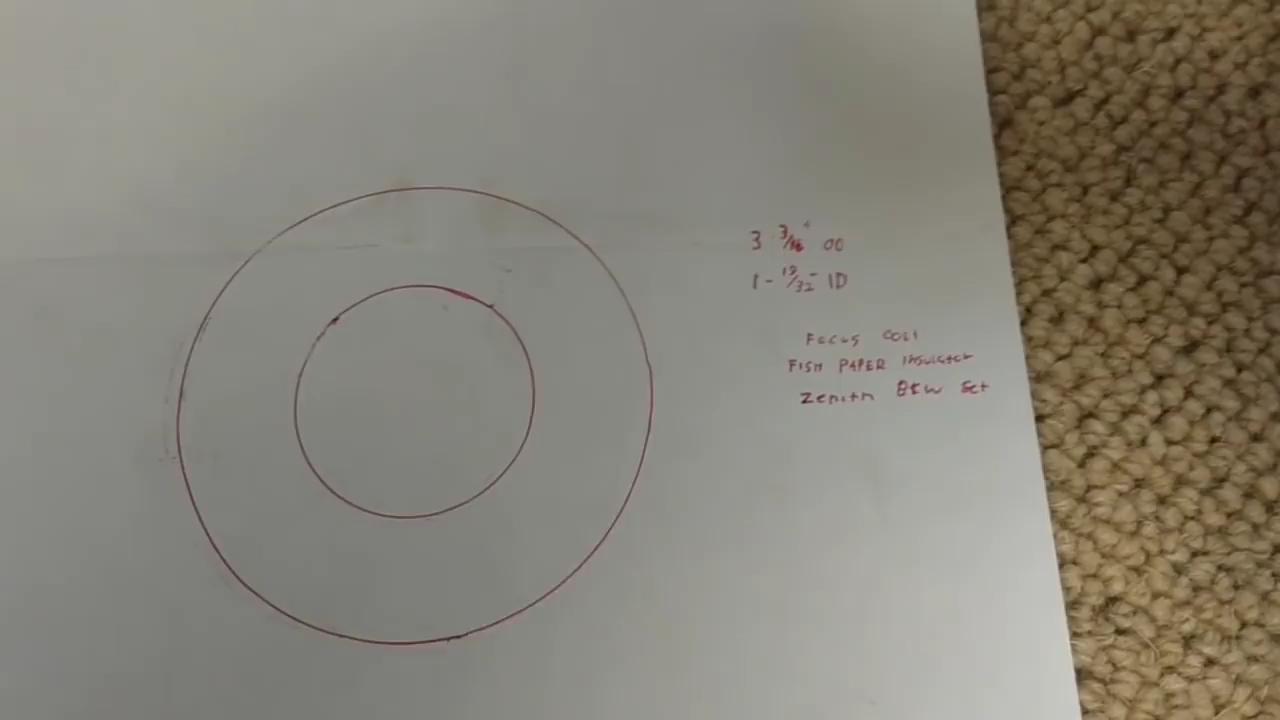 3 3/16" OD
1-19/32" ID
Focus Coil
FISH PAPER Insulator
Zenith B&W Set